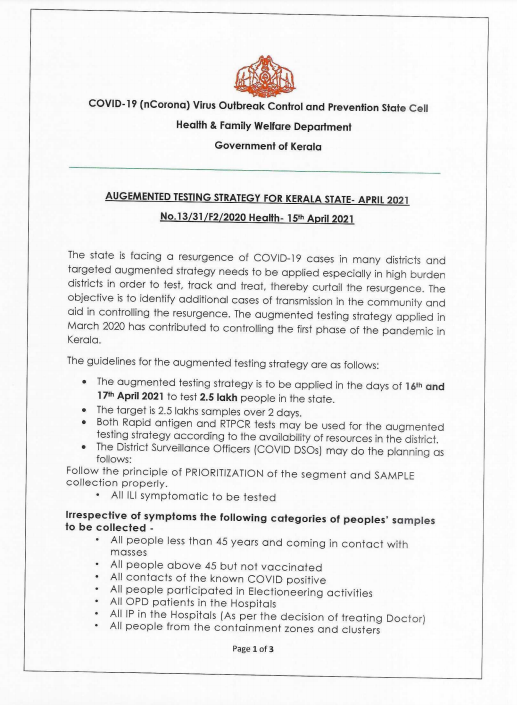 COVID-19 (nCorona) Virus Outbreak Control and Prevention State Cell
Health & Family Welfare Department
Government of Kerala
AUGEMENTED TESTING STRATEGY FOR KERALA STATE- APRIL 2021
No.13/31/F2/2020 Health- 15th April 2021
The state is facing a resurgence of COVID-19 cases in many districts and
targeted augmented strategy needs to be applied especially in high burden
districts in order to test, track and treat, thereby curtail the resurgence. The
objective is to identify additional cases of transmission in the community and
aid in controlling the resurgence. The augmented testing strategy applied in
March 2020 has contributed to controlling the first phase of the pandemic in
Kerala.
The guidelines for the augmented testing strategy are as follows:
• The augmented testing strategy is to be applied in the days of 16th and
17th April 2021 to test 2.5 lakh people in the state.
• The target is 2.5 lakhs samples over 2 days.
• Both Rapid antigen and RTPCR tests may be used for the augmented
testing strategy according to the availability of resources in the district.
• The District Surveillance Officers (COVID DSOs) may do the planning as
follows:
Follow the principle of PRIORITIZATION of the segment and SAMPLE
collection properly.
• All ILI symptomatic to be tested
Irrespective of symptoms the following categories of peoples' samples
to be collected -
• All people less than 45 years and coming in contact with
masses
• All people above 45 but not vaccinated
• All contacts of the known COVID positive
• All people participated in Electioneering activities
• All OPD patients in the Hospitals
• All IP in the Hospitals (As per the decision of treating Doctor)
• All people from the containment zones and clusters
Page 1 of 3